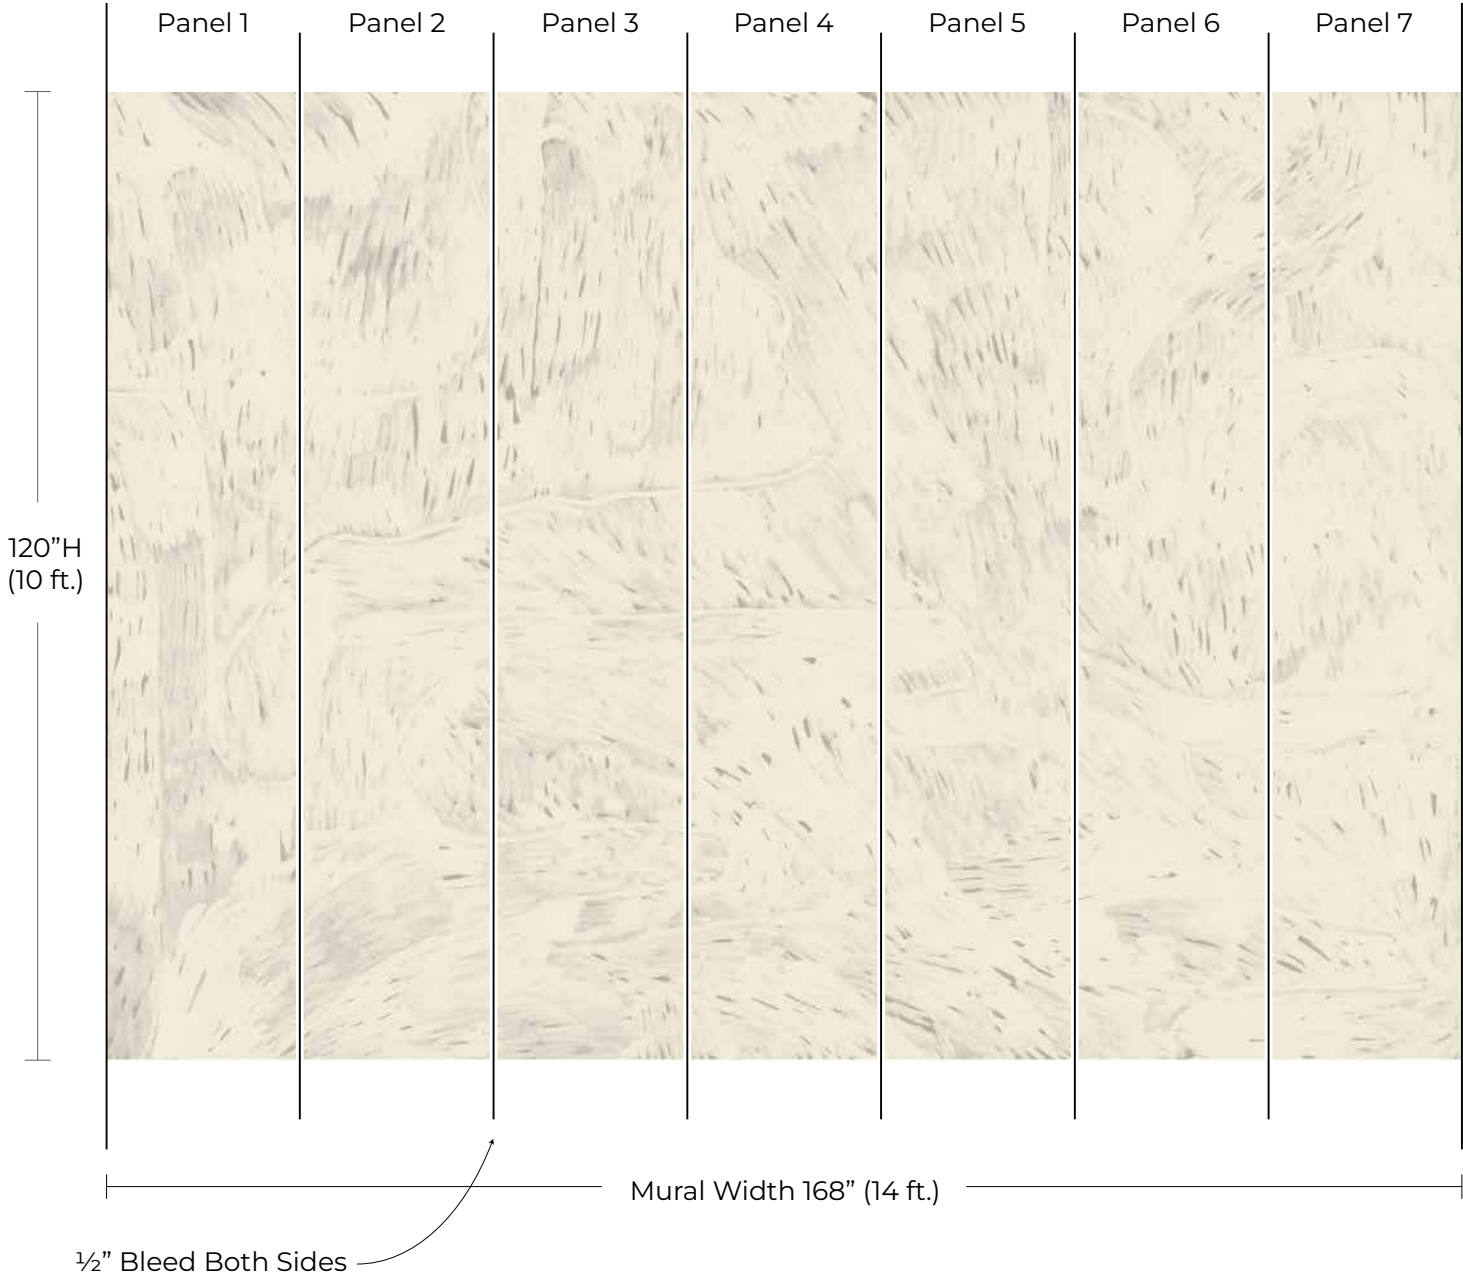 Panel 1
Panel 2
Panel 3
Panel 4
Panel 5
Panel 6
Panel 7
120”H
(10 ft.)
Mural Width 168” (14 ft.)
½” Bleed Both Sides